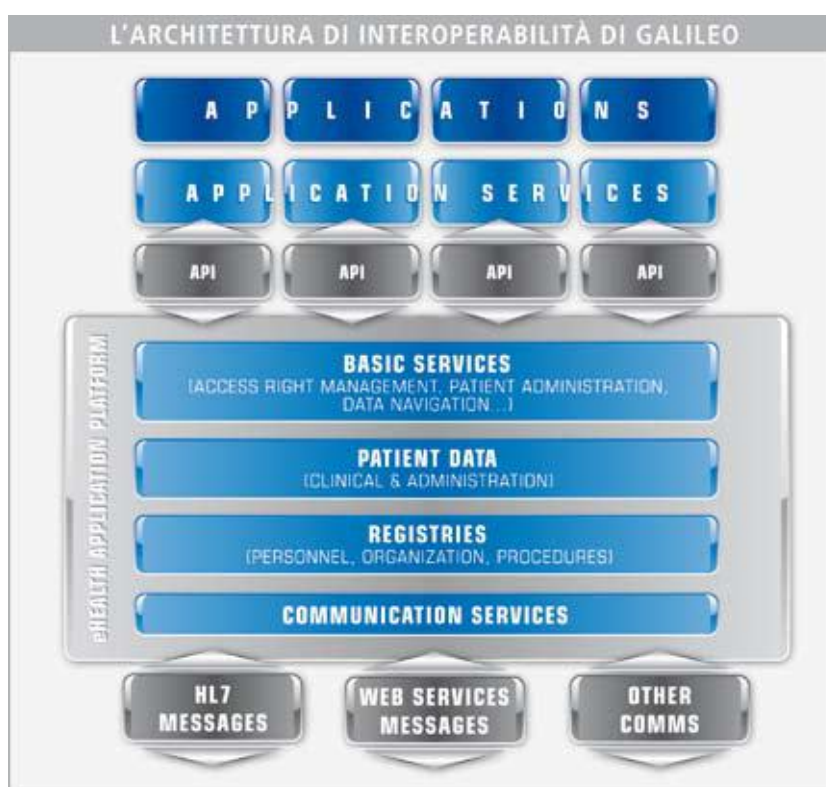 L'ARCHITETTURA DI INTEROPERABILITÀ DI GALILEO
APPLICATIONS
APPLICATION SERVICES
API API API API
eHEALTH APPLICATION PLATFORM
BASIC SERVICES
(ACCESS RIGHT MANAGEMENT, PATIENT ADMINISTRATION,
DATA NAVIGATION...)
PATIENT DATA
(CLINICAL & ADMINISTRATION)
REGISTRIES
(PERSONNEL, ORGANIZATION, PROCEDURES)
COMMUNICATION SERVICES
HL7
MESSAGES
WEB SERVICES
MESSAGES
OTHER
COMMS